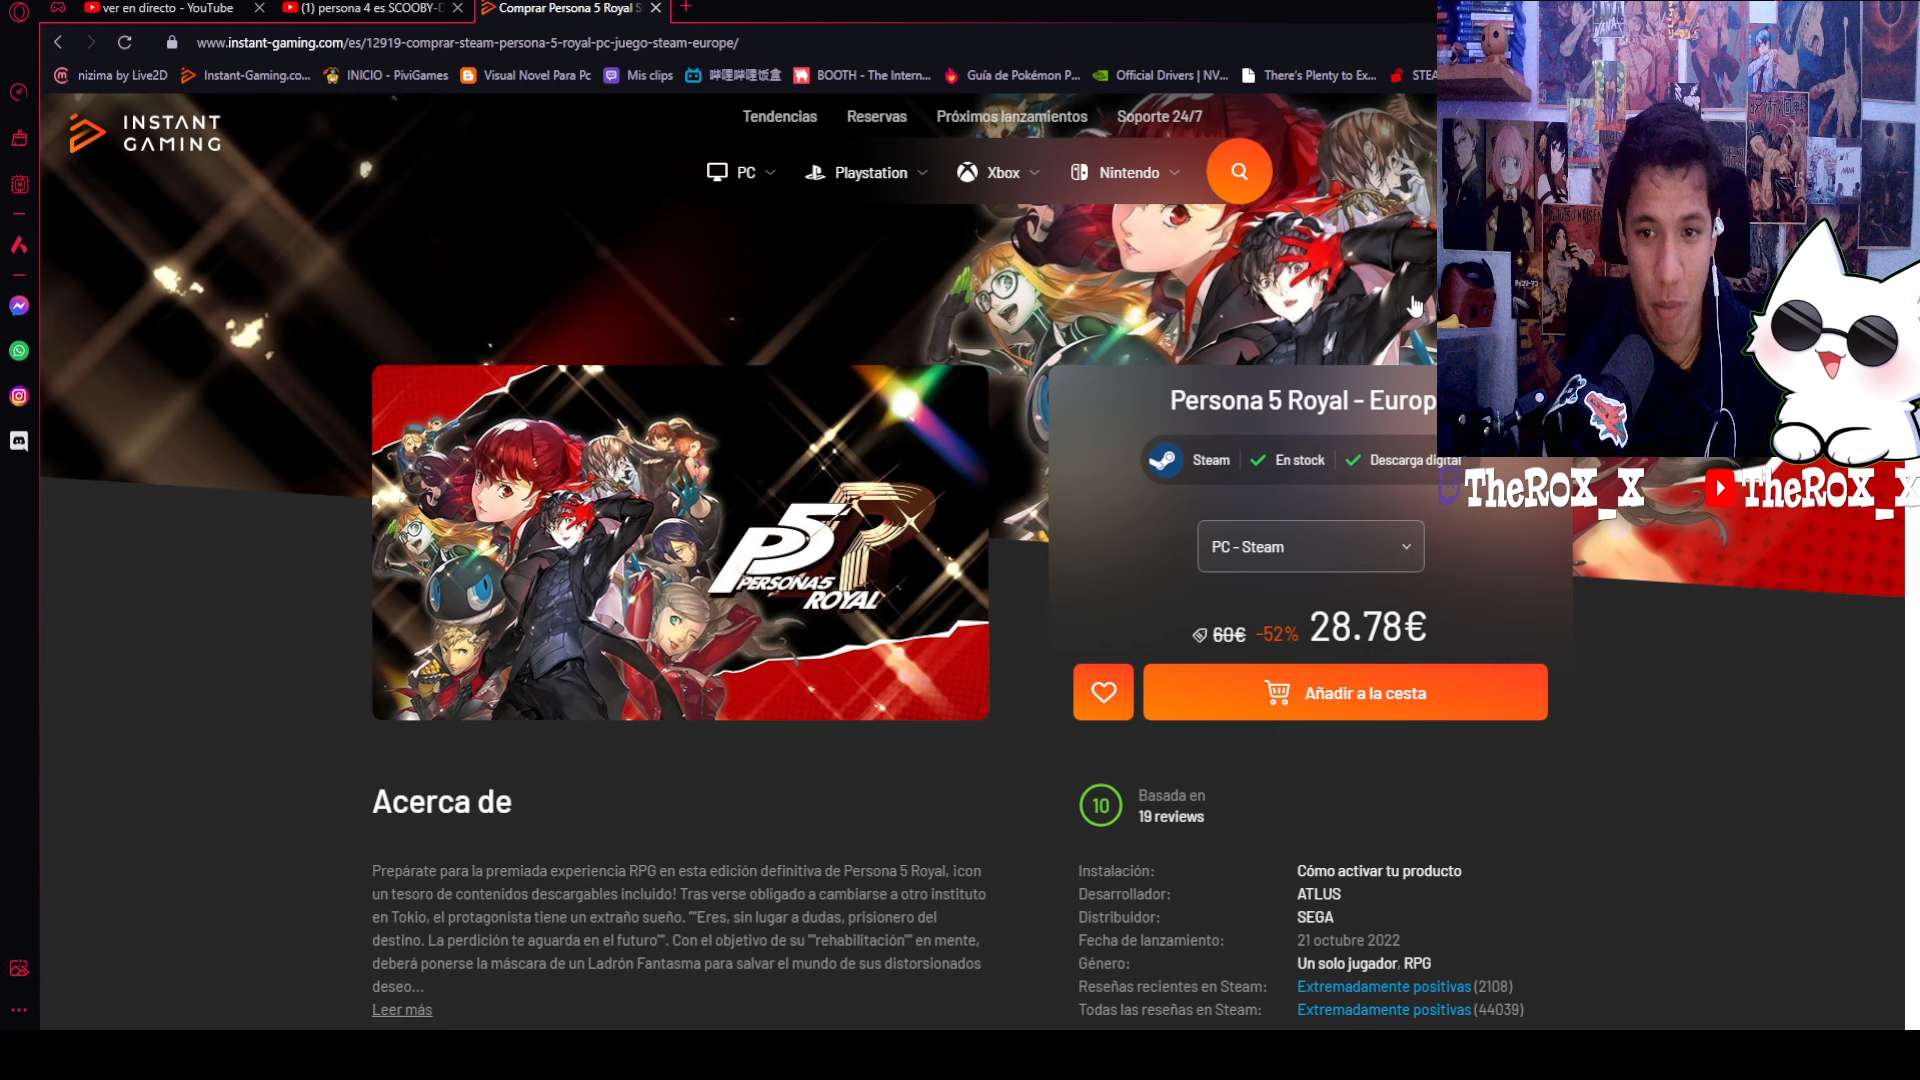 ver en directo - YouTube
(1) persona 4 es SCOOBY-D
Comprar Persona 5 Royal S
www.instant-gaming.com/es/12919-comprar-steam-persona-5-royal-pc-juego-steam-europe/
nizima by Live2D
Instant-Gaming.co...
INICIO - PiviGames
Visual Novel Para Pc
Mis clips
哔哩哔哩饭盒
BOOTH - The Intern...
Guía de Pokémon P...
Official Drivers | NV...
There's Plenty to Ex...
STEA
INSTANT
GAMING
Tendencias
Reservas
Próximos lanzamientos
Soporte 24/7
PC
Playstation
Xbox
Nintendo
P5R
PERSONA5
ROYAL
Persona 5 Royal - Europ
Steam
En stock
Descarga digital
TheROX_X
TheROX_X
PC - Steam
60€ -52% 28.78€
Añadir a la cesta
Acerca de
Prepárate para la premiada experiencia RPG en esta edición definitiva de Persona 5 Royal, ¡con
un tesoro de contenidos descargables incluido! Tras verse obligado a cambiarse a otro instituto
en Tokio, el protagonista tiene un extraño sueño. ""Eres, sin lugar a dudas, prisionero del
destino. La perdición te aguarda en el futuro"". Con el objetivo de su ""rehabilitación"" en mente,
deberá ponerse la máscara de un Ladrón Fantasma para salvar el mundo de sus distorsionados
deseo...
Leer más
10
Basada en
19 reviews
Instalación: Cómo activar tu producto
Desarrollador: ATLUS
Distribuidor: SEGA
Fecha de lanzamiento: 21 octubre 2022
Género: Un solo jugador, RPG
Reseñas recientes en Steam: Extremadamente positivas (2108)
Todas las reseñas en Steam: Extremadamente positivas (44039)